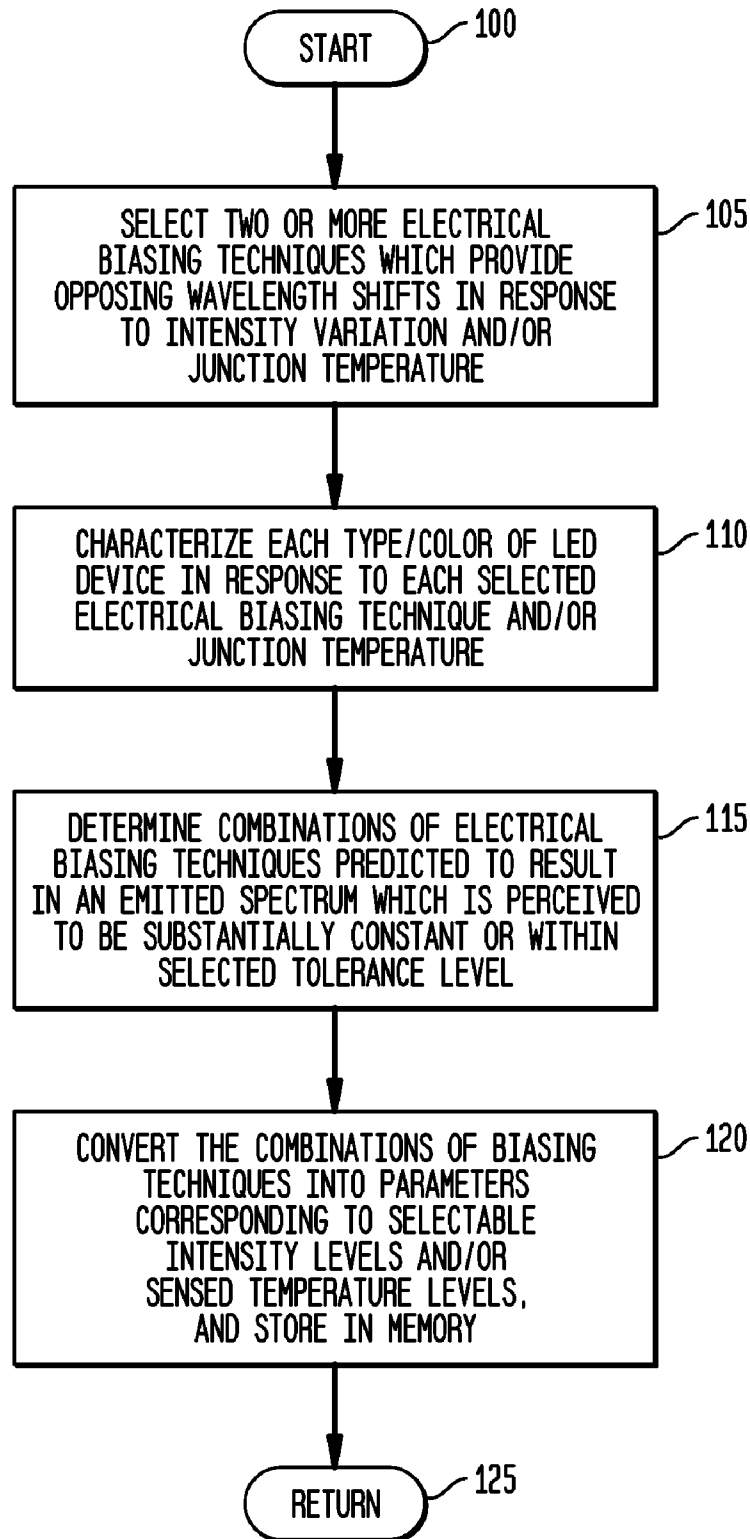 START
100
SELECT TWO OR MORE ELECTRICAL
BIASING TECHNIQUES WHICH PROVIDE
OPPOSING WAVELENGTH SHIFTS IN RESPONSE
TO INTENSITY VARIATION AND/OR
JUNCTION TEMPERATURE
105
CHARACTERIZE EACH TYPE/COLOR OF LED
DEVICE IN RESPONSE TO EACH SELECTED
ELECTRICAL BIASING TECHNIQUE AND/OR
JUNCTION TEMPERATURE
110
DETERMINE COMBINATIONS OF ELECTRICAL
BIASING TECHNIQUES PREDICTED TO RESULT
IN AN EMITTED SPECTRUM WHICH IS PERCEIVED
TO BE SUBSTANTIALLY CONSTANT OR WITHIN
SELECTED TOLERANCE LEVEL
115
CONVERT THE COMBINATIONS OF BIASING
TECHNIQUES INTO PARAMETERS
CORRESPONDING TO SELECTABLE
INTENSITY LEVELS AND/OR
SENSED TEMPERATURE LEVELS,
AND STORE IN MEMORY
120
RETURN
125